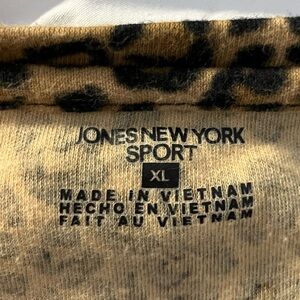 JONES NEW YORK
SPORT
XL
MADE IN VIETNAM
HECHO EN VIETNAM
FAIT AU VIETNAM